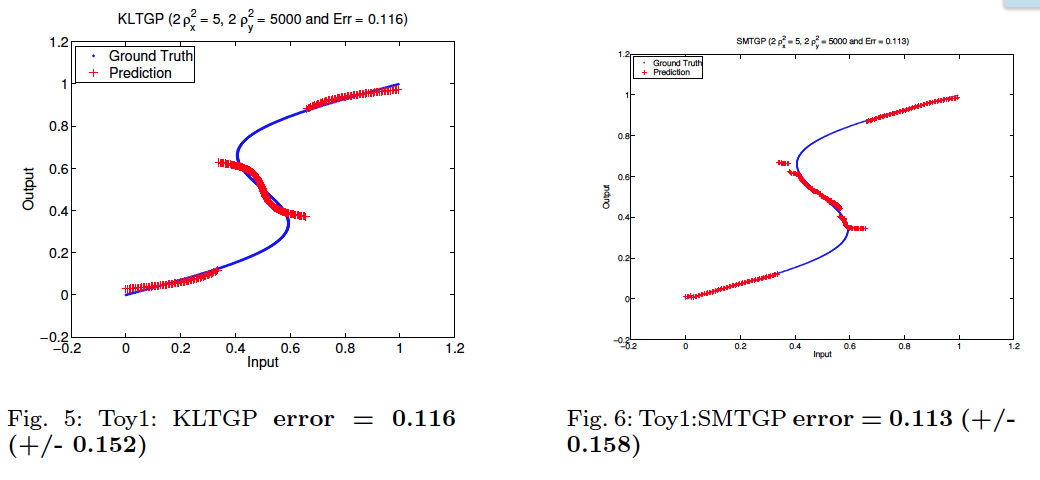 KLTGP (2 ρ²ₓ = 5, 2 ρ²ᵧ = 5000 and Err = 0.116)
1.2
1
0.8
0.6
0.4
0.2
0
−0.2
Output
Ground Truth
Prediction
−0.2 0 0.2 0.4 0.6 0.8 1 1.2
Input
SMTGP (2 ρ²ₓ = 5, 2 ρ²ᵧ = 5000 and Err = 0.113)
1.2
1
0.8
0.6
0.4
0.2
0
−0.2
Output
Ground Truth
Prediction
−0.2 0 0.2 0.4 0.6 0.8 1 1.2
Input
Fig. 5: Toy1: KLTGP error = 0.116
(+/- 0.152)
Fig. 6: Toy1:SMTGP error = 0.113 (+/-
0.158)